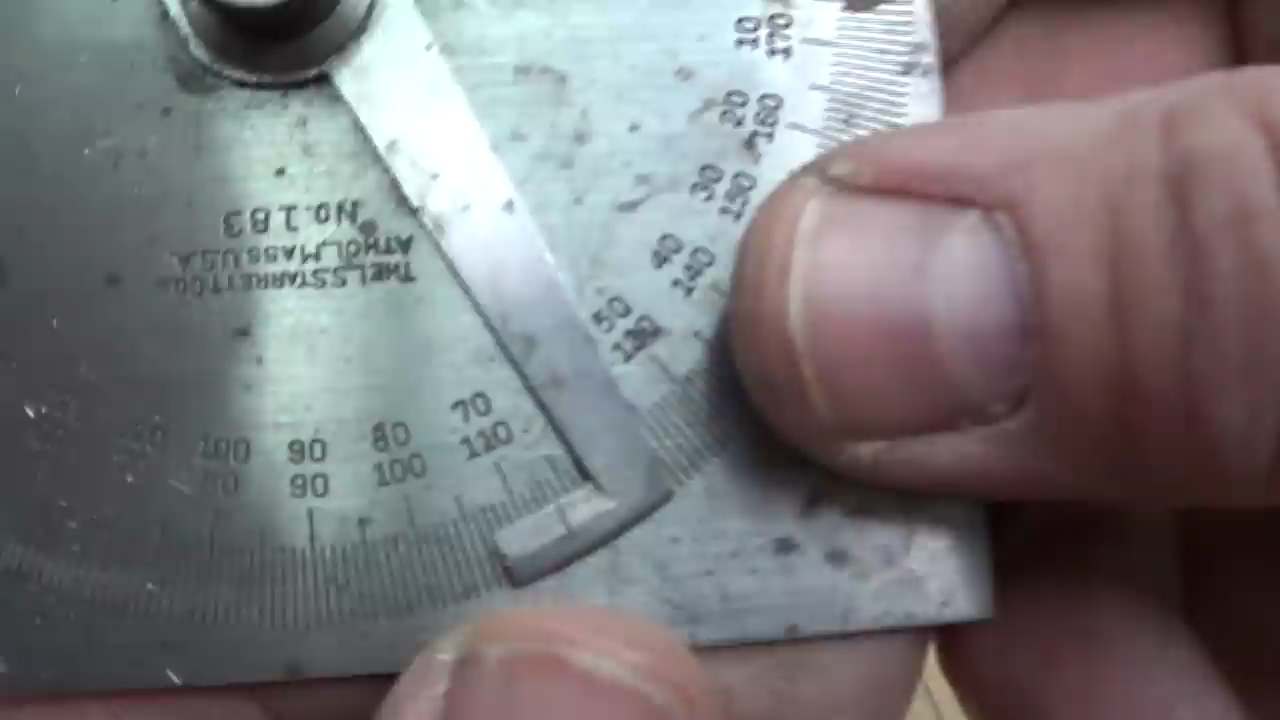 THE L.S. STARRETT CO.
ATHOL, MASS. U.S.A.
No. 183
10 20 30 40 50 70 80 90 100
170 160 150 140 130 110 100 90